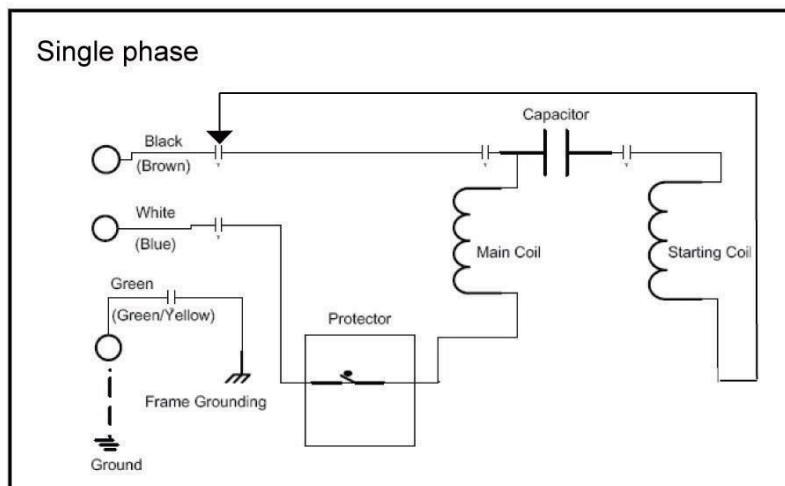 Single phase
Capacitor
Black
(Brown)
White
(Blue)
Main Coil
Starting Coil
Green
(Green/Yellow)
Protector
Frame Grounding
Ground